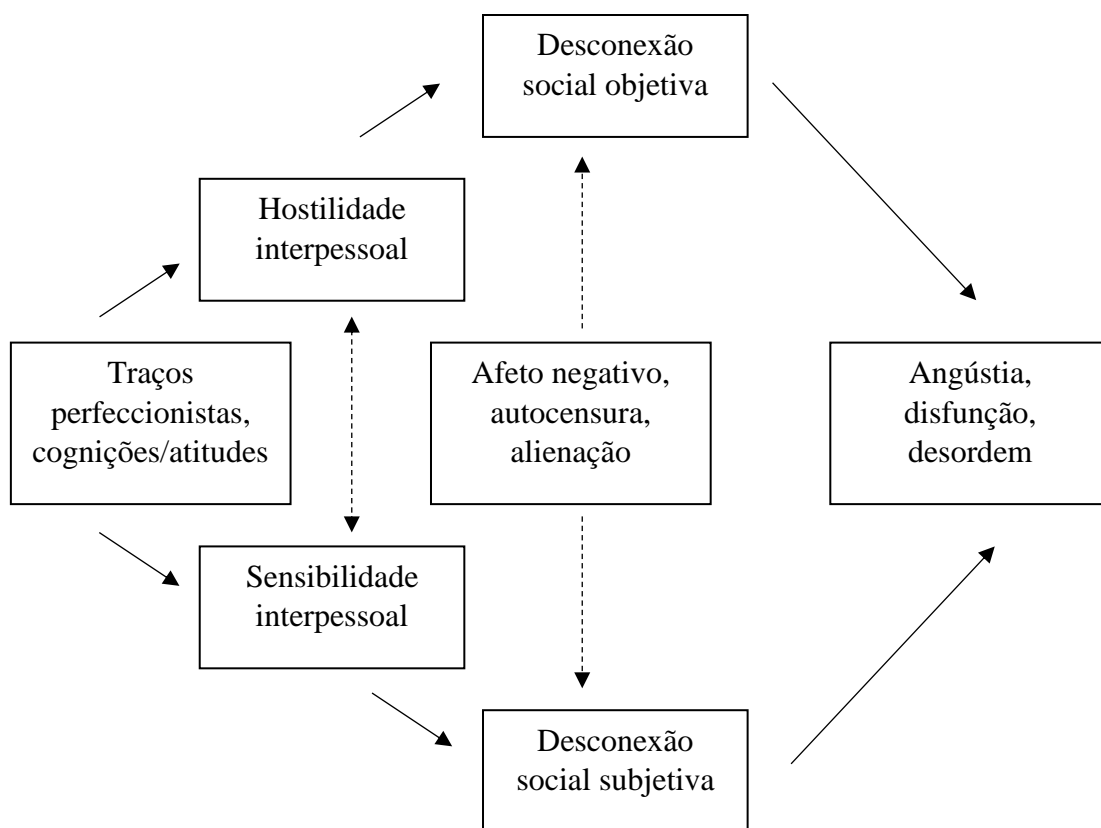 Desconexão
social objetiva
Hostilidade
interpessoal
Traços
perfeccionistas,
cognições/atitudes
Afeto negativo,
autocensura,
alienação
Angústia,
disfunção,
desordem
Sensibilidade
interpessoal
Desconexão
social subjetiva